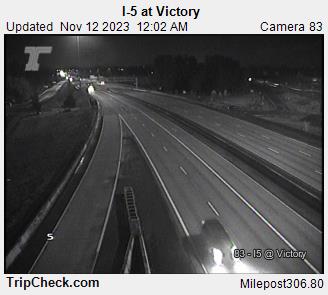 I-5 at Victory
Updated Nov 12 2023 12:02 AM Camera 83
T
S
83 - I5 @ Victory
TripCheck.com Milepost306.80